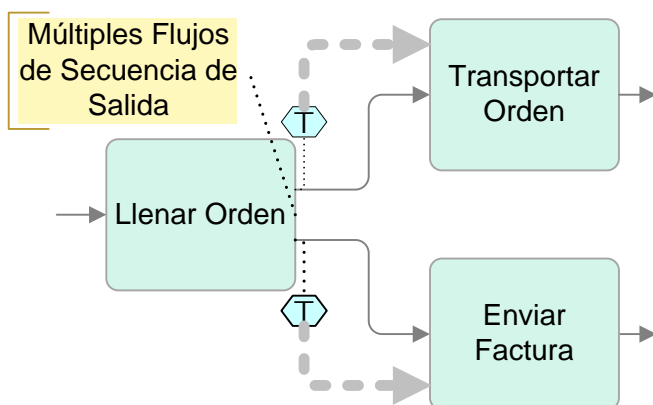 Múltiples Flujos
de Secuencia de
Salida
T
Transportar
Orden
Llenar Orden
T
Enviar
Factura